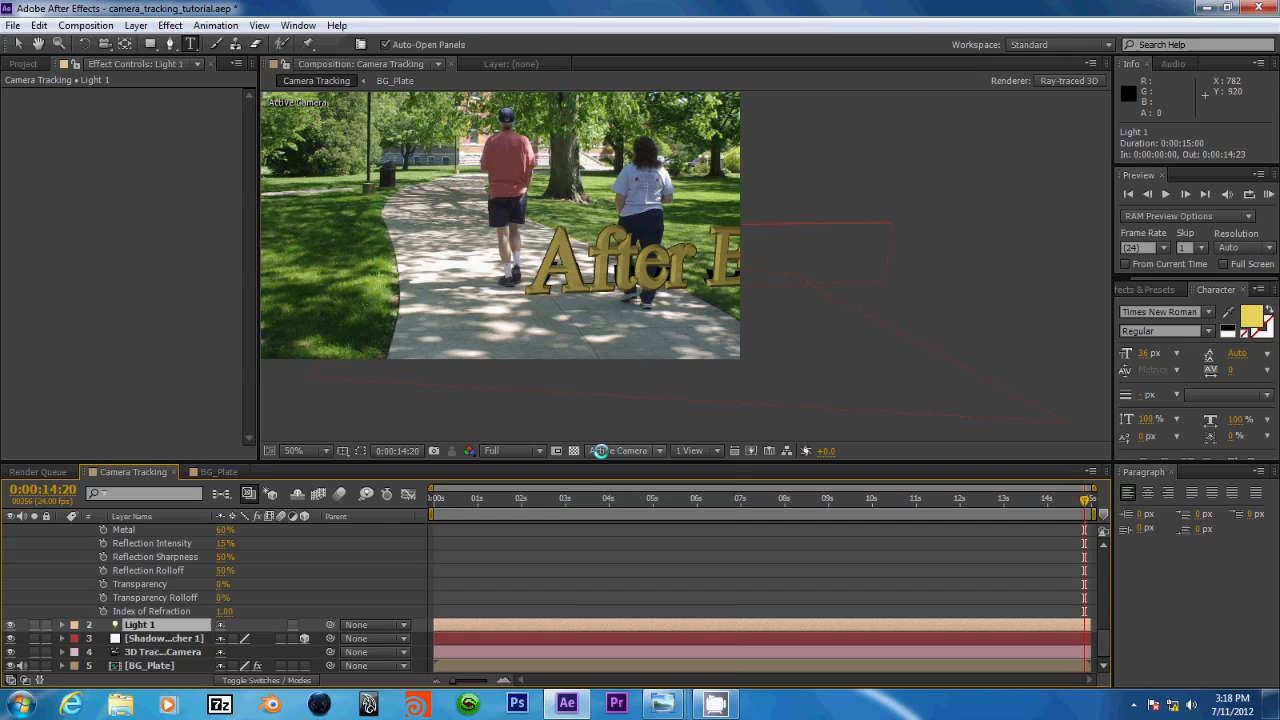 Adobe After Effects - camera_tracking_tutorial.aep *
File Edit Composition Layer Effect Animation View Window Help
Auto-Open Panels
Workspace: Standard
Search Help
Project
Effect Controls: Light 1
Composition: Camera Tracking
Layer: (none)
Info
Audio
Camera Tracking • Light 1
Camera Tracking
BG_Plate
Renderer: Ray-traced 3D
Active Camera
After E
R :
G :
B :
A : 0
X : 782
Y : 920
Light 1
Duration: 0:00:15:00
In: 0:00:00:00, Out: 0:00:14:23
Preview
RAM Preview Options
Frame Rate Skip Resolution
(24) 1 Auto
From Current Time Full Screen
ffects & Presets Character
Times New Roman
Regular
36 px Auto
Metrics 0
- px
100 % 100 %
0 px 0 %
50% 0:00:14:20 Full Active Camera 1 View +0.0
Render Queue
Camera Tracking
BG_Plate
Paragraph
0:00:14:20
00356 (24.00 fps)
0:00s 01s 02s 03s 04s 05s 06s 07s 08s 09s 10s 11s 12s 13s 14s 15s
# Layer Name Parent
0 px 0 px 0 px
0 px 0 px
Metal 60%
Reflection Intensity 15%
Reflection Sharpness 50%
Reflection Rolloff 50%
Transparency 0%
Transparency Rolloff 0%
Index of Refraction 1.00
2 Light 1 None
3 [Shadow...cher 1] None
4 3D Trac...Camera None
5 [BG_Plate] None
Toggle Switches / Modes
7z
Ps
Ae
Pr
3:18 PM
7/11/2012